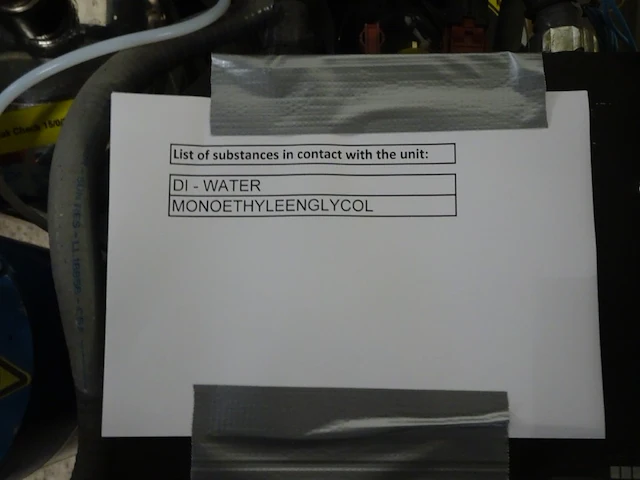 List of substances in contact with the unit:
DI - WATER
MONOETHYLEENGLYCOL